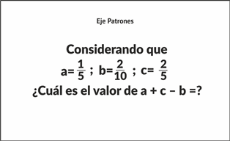 Eje Patrones
Considerando que
a= 1/5 ; b= 2/10 ; c= 2/5
¿Cuál es el valor de a + c – b =?